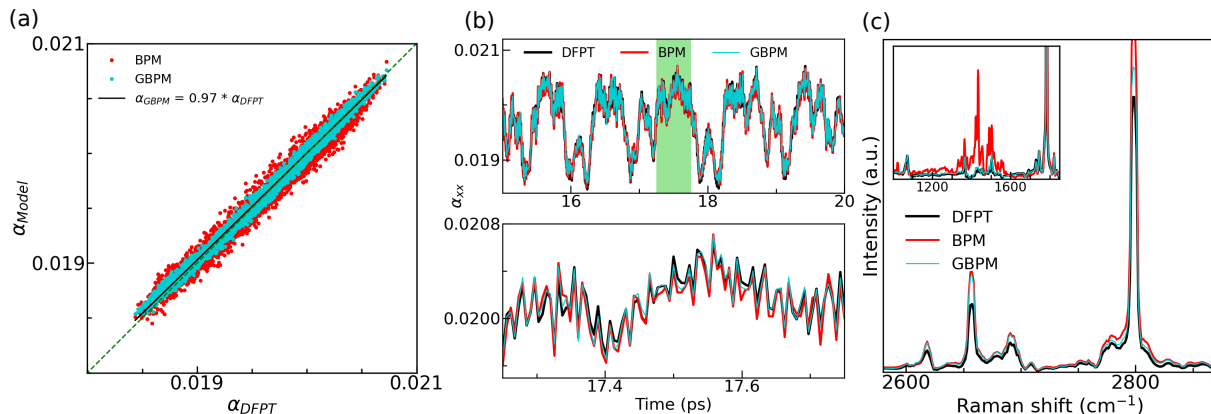 (a)
0.021
BPM
GBPM
α_GBPM = 0.97 * α_DFPT
α_Model
0.019
0.019
0.021
α_DFPT
(b)
DFPT
BPM
GBPM
0.021
0.019
α_xx
16
18
20
0.0208
0.0200
17.4
17.6
Time (ps)
(c)
1200
1600
DFPT
BPM
GBPM
Intensity (a.u.)
2600
2800
Raman shift (cm⁻¹)